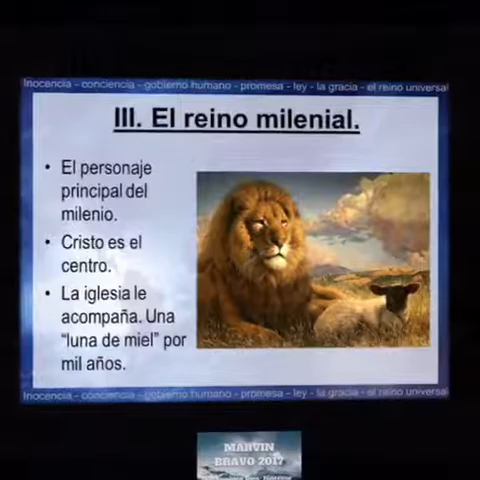 Inocencia - conciencia - gobierno humano - promesa - ley - la gracia - el reino universal
III. El reino milenial.
• El personaje
principal del
milenio.
• Cristo es el
centro.
• La iglesia le
acompaña. Una
“luna de miel” por
mil años.
Inocencia - conciencia - gobierno humano - promesa - ley - la gracia - el reino universal
MARVIN
BRAVO 2017